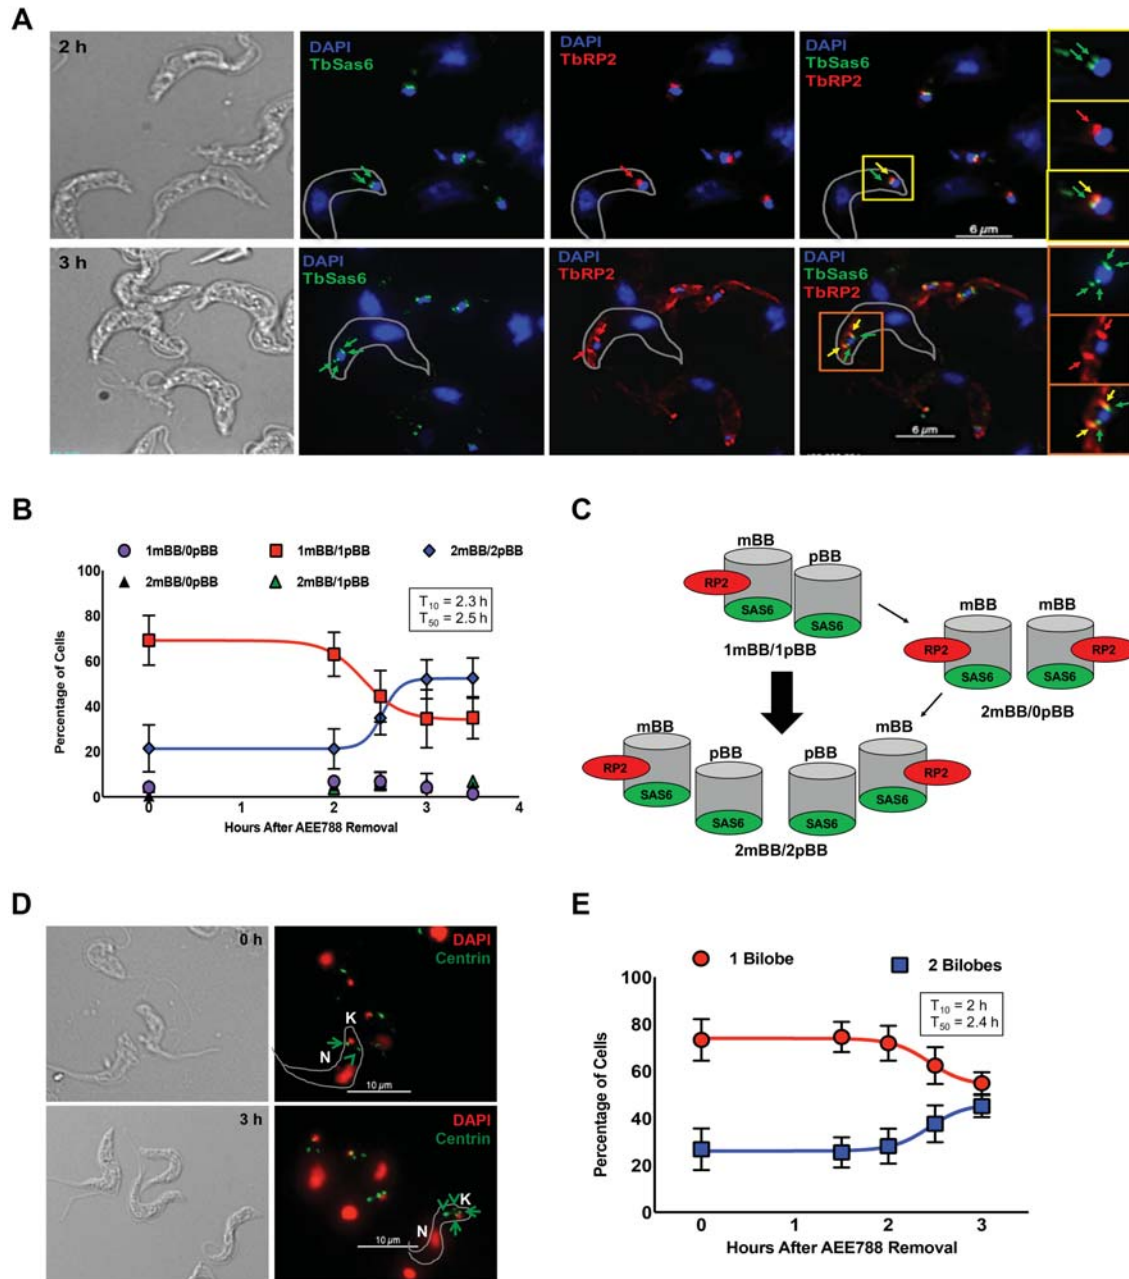 A
2 h
DAPI
TbSas6
DAPI
TbRP2
DAPI
TbSas6
TbRP2
6 µm
3 h
DAPI
TbSas6
DAPI
TbRP2
DAPI
TbSas6
TbRP2
6 µm
B
1mBB/0pBB
1mBB/1pBB
2mBB/2pBB
2mBB/0pBB
2mBB/1pBB
T10 = 2.3 h
T50 = 2.5 h
Percentage of Cells
100
80
60
40
20
0
0 1 2 3 4
Hours After AEE788 Removal
C
mBB
pBB
RP2
SAS6
SAS6
1mBB/1pBB
mBB
mBB
RP2
RP2
SAS6
SAS6
2mBB/0pBB
mBB
pBB
pBB
mBB
RP2
RP2
SAS6
SAS6
SAS6
SAS6
2mBB/2pBB
D
0 h
DAPI
Centrin
K
N
10 µm
3 h
DAPI
Centrin
K
N
10 µm
E
1 Bilobe
2 Bilobes
T10 = 2 h
T50 = 2.4 h
Percentage of Cells
100
80
60
40
20
0
0 1 2 3
Hours After AEE788 Removal